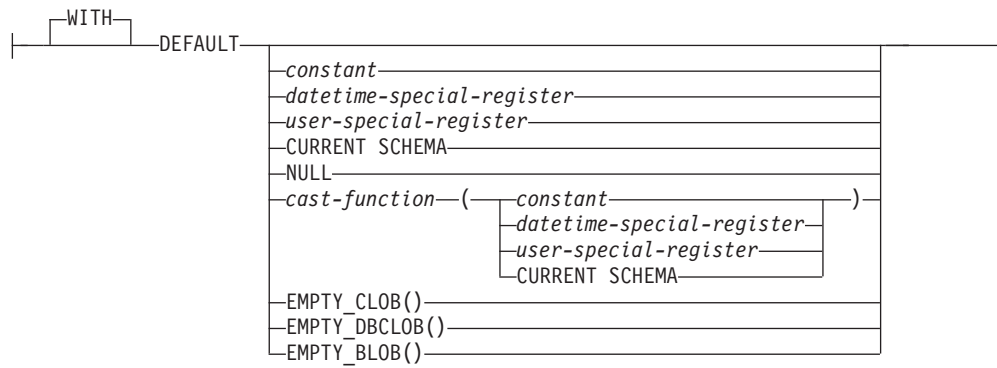 WITH
DEFAULT
constant
datetime-special-register
user-special-register
CURRENT SCHEMA
NULL
cast-function ( constant )
datetime-special-register
user-special-register
CURRENT SCHEMA
EMPTY_CLOB()
EMPTY_DBCLOB()
EMPTY_BLOB()